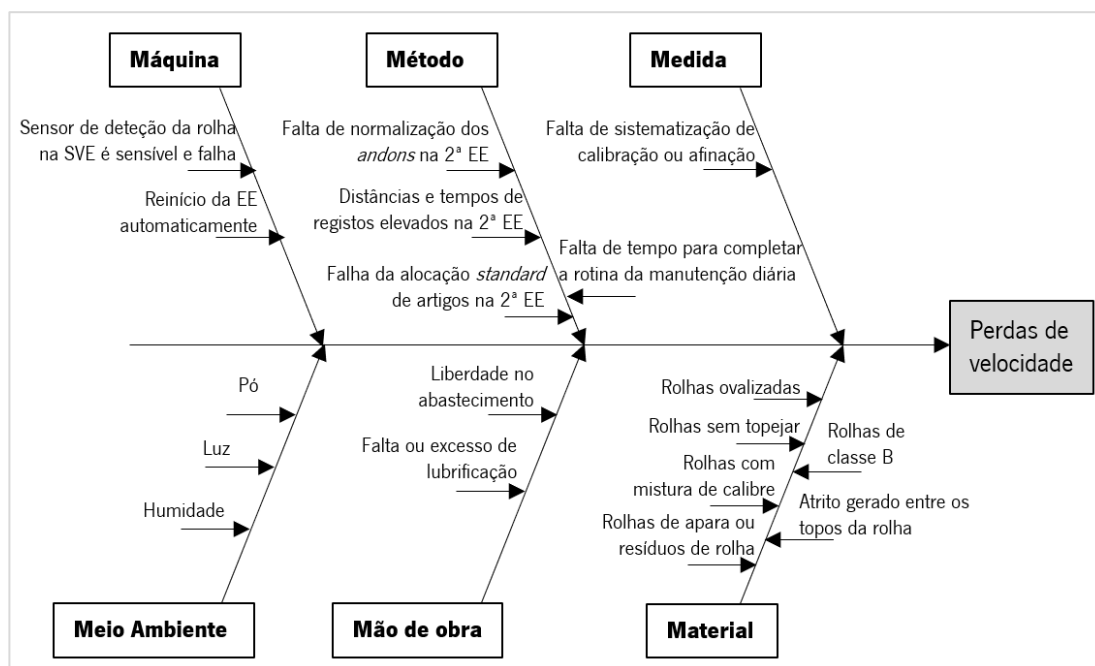 Máquina
Método
Medida
Sensor de deteção da rolha
na SVE é sensível e falha
Reinício da EE
automaticamente
Falta de normalização dos
andons na 2ª EE
Distâncias e tempos de
registos elevados na 2ª EE
Falha da alocação standard
de artigos na 2ª EE
Falta de tempo para completar
a rotina da manutenção diária
Falta de sistematização de
calibração ou afinação
Perdas de
velocidade
Pó
Luz
Humidade
Liberdade no
abastecimento
Falta ou excesso de
lubrificação
Rolhas ovalizadas
Rolhas sem topejar
Rolhas de
classe B
Rolhas com
mistura de calibre
Atrito gerado entre os
topos da rolha
Rolhas de apara ou
resíduos de rolha
Meio Ambiente
Mão de obra
Material